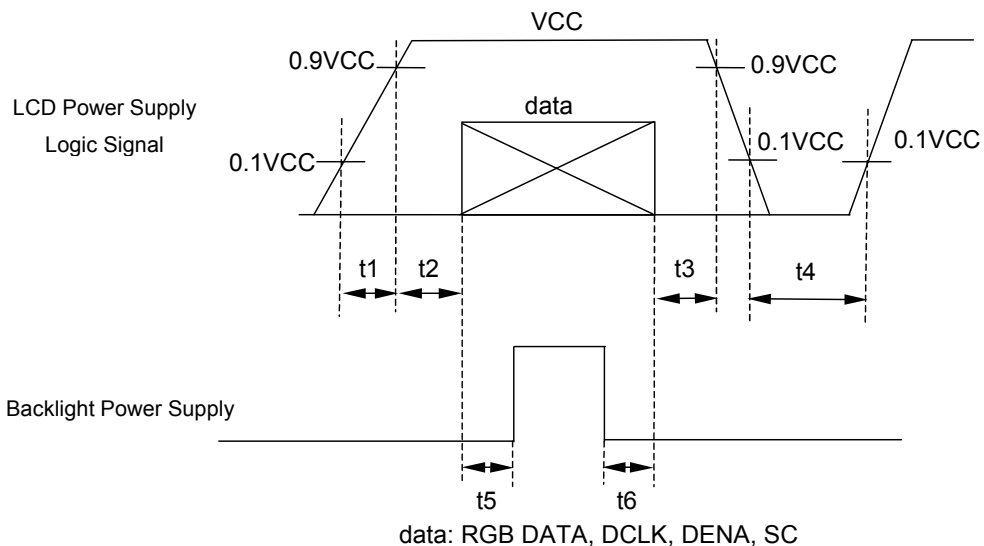 VCC
0.9VCC
0.9VCC
LCD Power Supply
Logic Signal
data
0.1VCC
0.1VCC
0.1VCC
t1
t2
t3
t4
Backlight Power Supply
t5
t6
data: RGB DATA, DCLK, DENA, SC